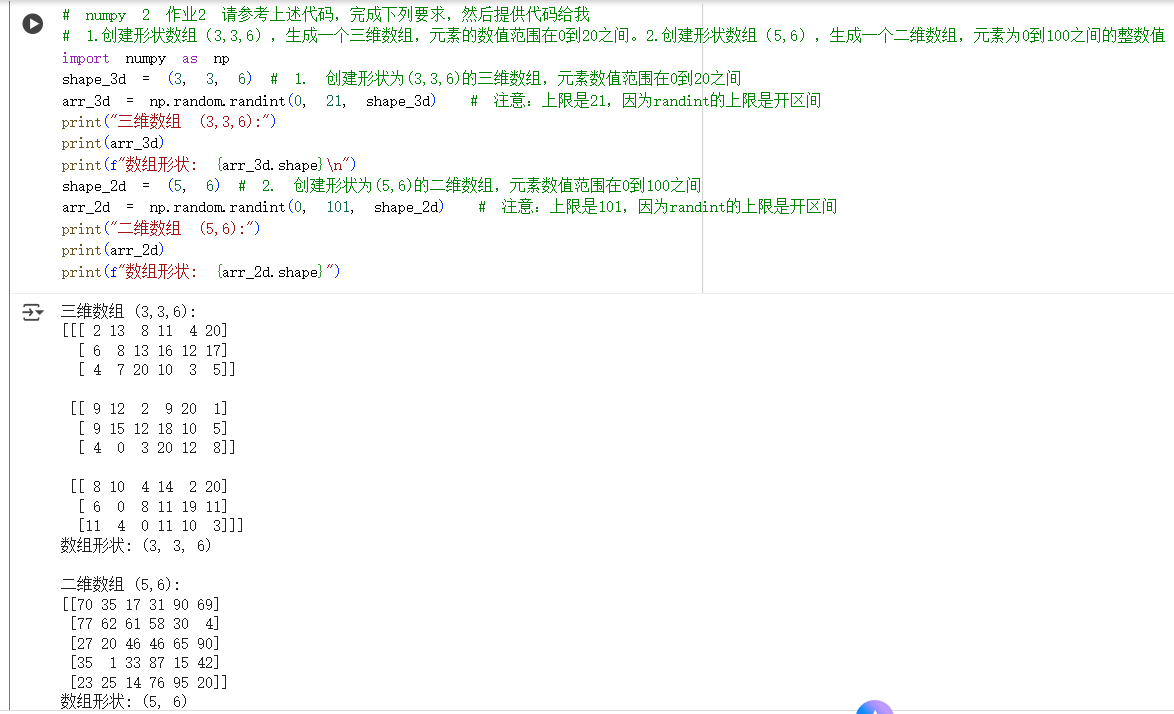 # numpy 2 作业2 请参考上述代码，完成下列要求，然后提供代码给我
# 1.创建形状数组（3,3,6），生成一个三维数组，元素的数值范围在0到20之间。2.创建形状数组（5,6），生成一个二维数组，元素为0到100之间的整数值
import numpy as np
shape_3d = (3, 3, 6) # 1. 创建形状为(3,3,6)的三维数组，元素数值范围在0到20之间
arr_3d = np.random.randint(0, 21, shape_3d) # 注意：上限是21，因为randint的上限是开区间
print("三维数组 (3,3,6):")
print(arr_3d)
print(f"数组形状: {arr_3d.shape}\n")
shape_2d = (5, 6) # 2. 创建形状为(5,6)的二维数组，元素数值范围在0到100之间
arr_2d = np.random.randint(0, 101, shape_2d) # 注意：上限是101，因为randint的上限是开区间
print("二维数组 (5,6):")
print(arr_2d)
print(f"数组形状: {arr_2d.shape}")
三维数组 (3,3,6):
[[[ 2 13  8 11  4 20]
[ 6  8 13 16 12 17]
[ 4  7 20 10  3  5]]
[[ 9 12  2  9 20  1]
[ 9 15 12 18 10  5]
[ 4  0  3 20 12  8]]
[[ 8 10  4 14  2 20]
[ 6  0  8 11 19 11]
[11  4  0 11 10  3]]]
数组形状: (3, 3, 6)
二维数组 (5,6):
[[70 35 17 31 90 69]
[77 62 61 58 30  4]
[27 20 46 46 65 90]
[35  1 33 87 15 42]
[23 25 14 76 95 20]]
数组形状: (5, 6)